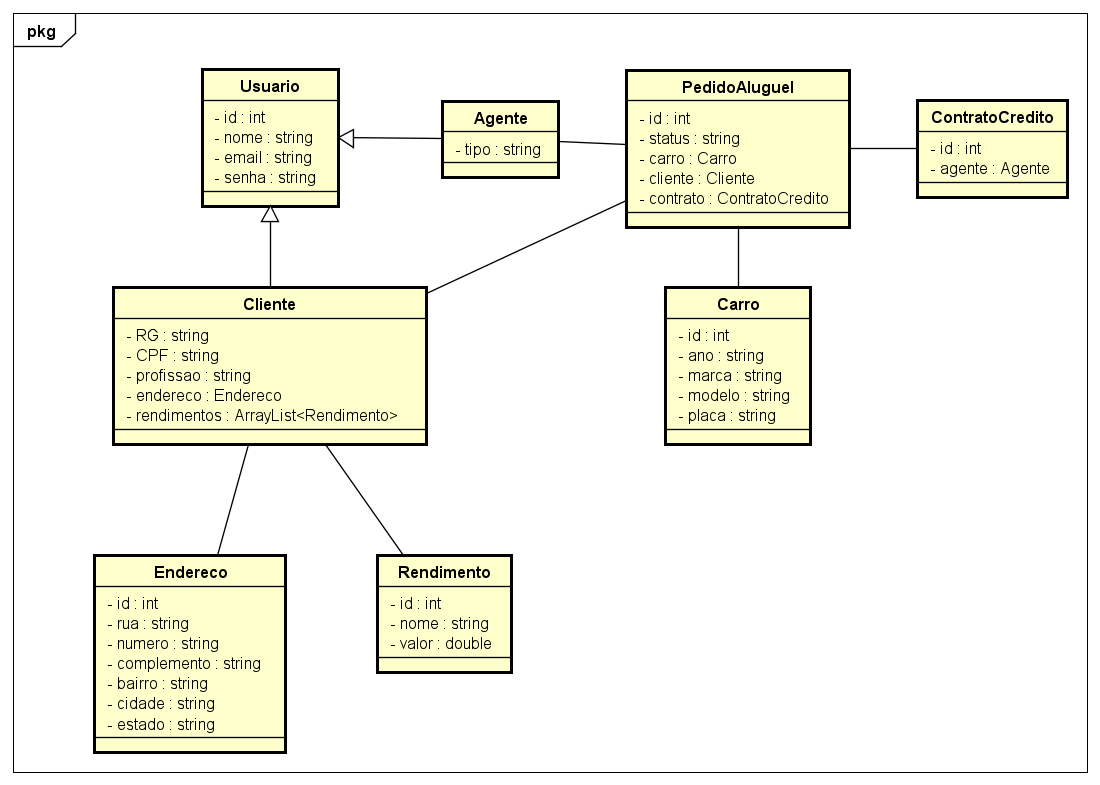 pkg
Usuario
- id : int
- nome : string
- email : string
- senha : string
Agente
- tipo : string
PedidoAluguel
- id : int
- status : string
- carro : Carro
- cliente : Cliente
- contrato : ContratoCredito
ContratoCredito
- id : int
- agente : Agente
Cliente
- RG : string
- CPF : string
- profissao : string
- endereco : Endereco
- rendimentos : ArrayList<Rendimento>
Carro
- id : int
- ano : string
- marca : string
- modelo : string
- placa : string
Endereco
- id : int
- rua : string
- numero : string
- complemento : string
- bairro : string
- cidade : string
- estado : string
Rendimento
- id : int
- nome : string
- valor : double